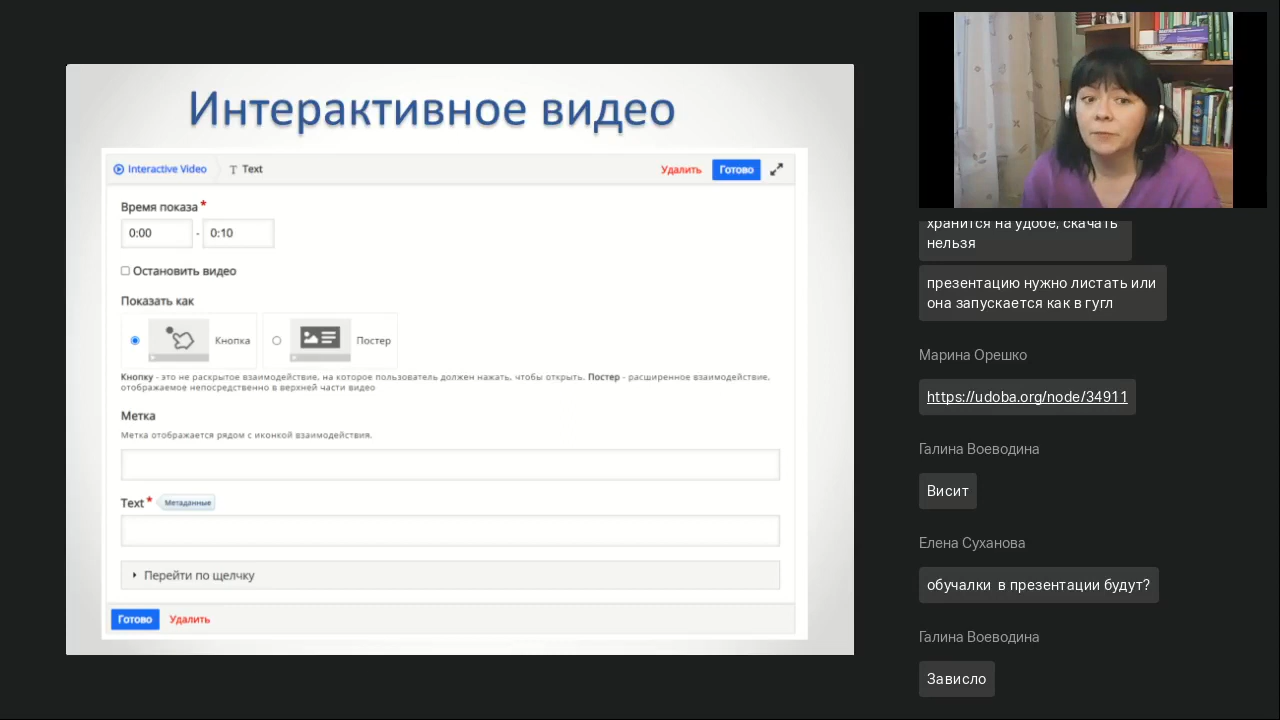 Интерактивное видео
Interactive Video
Text
Удалить
Готово
Время показа *
0:00 - 0:10
Остановить видео
Показать как
Кнопка
Постер
Кнопку - это не раскрытое взаимодействие, на которое пользователь должен нажать, чтобы открыть. Постер - расширенное взаимодействие,
отображаемое непосредственно в верхней части видео
Метка
Метка отображается рядом с иконкой взаимодействия.
Text * Метаданные
Перейти по щелчку
Готово
Удалить
хранится на удобе, скачать
нельзя
презентацию нужно листать или
она запускается как в гугл
Марина Орешко
https://udoba.org/node/34911
Галина Воеводина
Висит
Елена Суханова
обучалки в презентации будут?
Галина Воеводина
Зависло